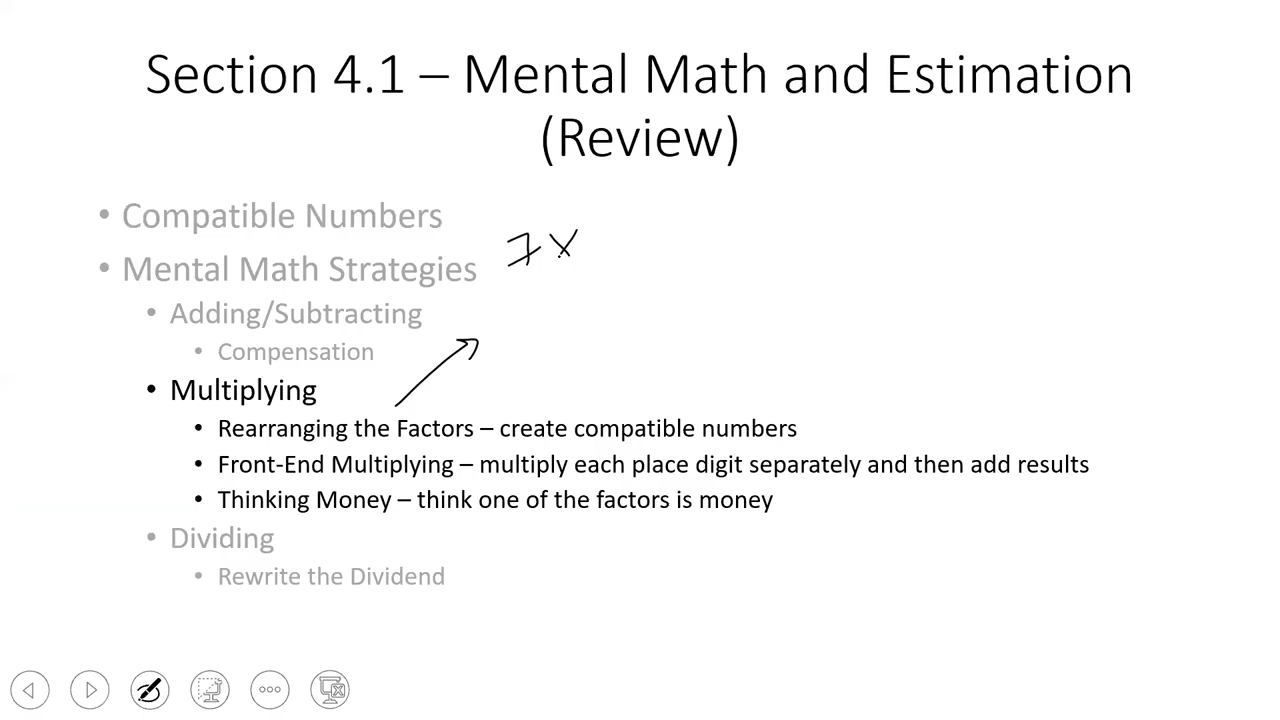 Section 4.1 – Mental Math and Estimation
(Review)
• Compatible Numbers
7 x
• Mental Math Strategies
• Adding/Subtracting
• Compensation
• Multiplying
• Rearranging the Factors – create compatible numbers
• Front-End Multiplying – multiply each place digit separately and then add results
• Thinking Money – think one of the factors is money
• Dividing
• Rewrite the Dividend